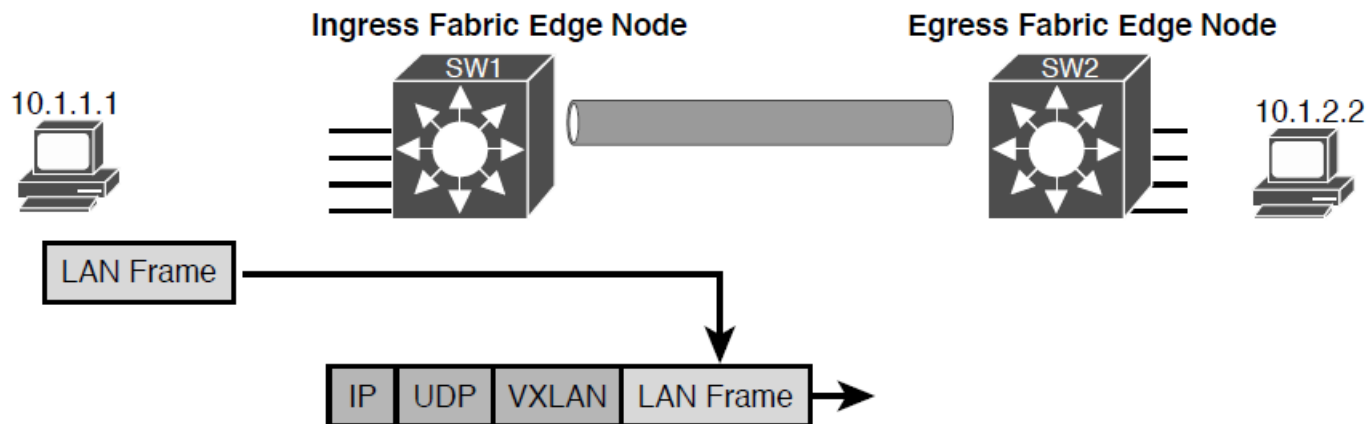 Ingress Fabric Edge Node
Egress Fabric Edge Node
SW1
SW2
10.1.1.1
10.1.2.2
LAN Frame
IP UDP VXLAN LAN Frame